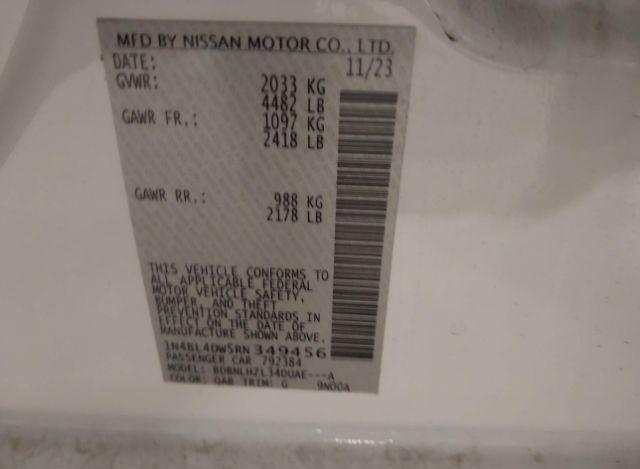 MFD BY NISSAN MOTOR CO., LTD.
DATE: 11/23
GVWR: 2033 KG
4482 LB
GAWR FR.: 1097 KG
2418 LB
GAWR RR.: 988 KG
2178 LB
THIS VEHICLE CONFORMS TO
ALL APPLICABLE FEDERAL
MOTOR VEHICLE SAFETY,
BUMPER, AND THEFT
PREVENTION STANDARDS IN
EFFECT ON THE DATE OF
MANUFACTURE SHOWN ABOVE.
1N4BL4DW5RN349456
PASSENGER CAR 792384
MODEL: BDBNLHZL34DUAE---A
COLOR: QAB TRIM: G 9N00A